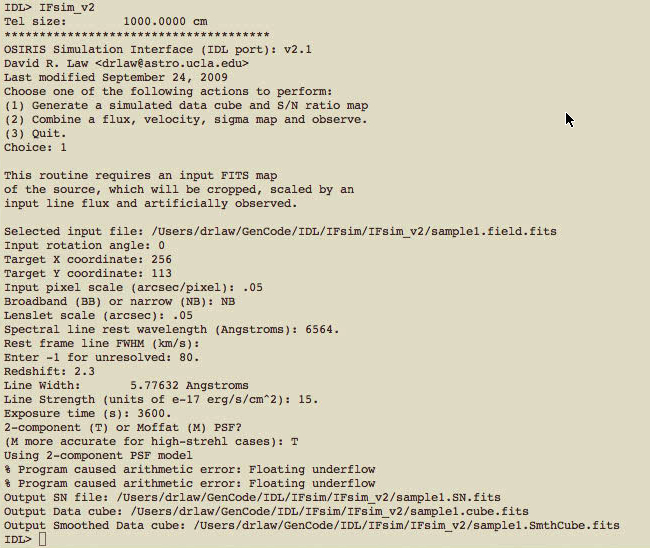 IDL> IFsim_v2
Tel size: 1000.0000 cm
************************************
OSIRIS Simulation Interface (IDL port): v2.1
David R. Law <drlaw@astro.ucla.edu>
Last modified September 24, 2009
Choose one of the following actions to perform:
(1) Generate a simulated data cube and S/N ratio map
(2) Combine a flux, velocity, sigma map and observe.
(3) Quit.
Choice: 1
This routine requires an input FITS map
of the source, which will be cropped, scaled by an
input line flux and artificially observed.
Selected input file: /Users/drlaw/GenCode/IDL/IFsim/IFsim_v2/sample1.field.fits
Input rotation angle: 0
Target X coordinate: 256
Target Y coordinate: 113
Input pixel scale (arcsec/pixel): .05
Broadband (BB) or narrow (NB): NB
Lenslet scale (arcsec): .05
Spectral line rest wavelength (Angstroms): 6564.
Rest frame line FWHM (km/s):
Enter -1 for unresolved: 80.
Redshift: 2.3
Line Width: 5.77632 Angstroms
Line Strength (units of e-17 erg/s/cm^2): 15.
Exposure time (s): 3600.
2-component (T) or Moffat (M) PSF?
(M more accurate for high-strehl cases): T
Using 2-component PSF model
% Program caused arithmetic error: Floating underflow
% Program caused arithmetic error: Floating underflow
Output SN file: /Users/drlaw/GenCode/IDL/IFsim/IFsim_v2/sample1.SN.fits
Output Data cube: /Users/drlaw/GenCode/IDL/IFsim/IFsim_v2/sample1.cube.fits
Output Smoothed Data cube: /Users/drlaw/GenCode/IDL/IFsim/IFsim_v2/sample1.SmthCube.fits
IDL>